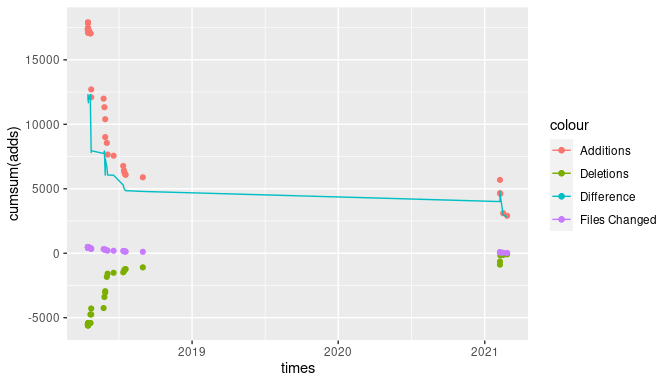 15000
10000
5000
0
-5000
cumsum(adds)
2019
2020
2021
times
colour
Additions
Deletions
Difference
Files Changed